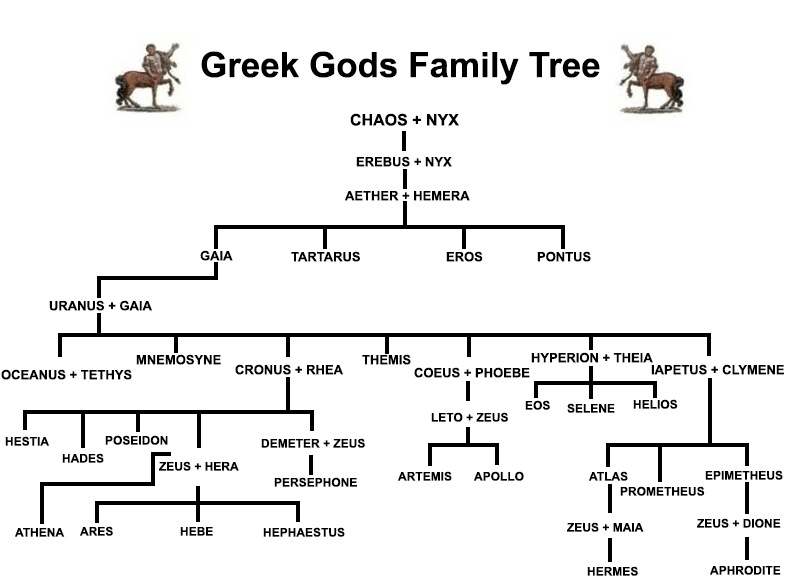 Greek Gods Family Tree
CHAOS + NYX
EREBUS + NYX
AETHER + HEMERA
GAIA
TARTARUS
EROS
PONTUS
URANUS + GAIA
OCEANUS + TETHYS
MNEMOSYNE
CRONUS + RHEA
THEMIS
COEUS + PHOEBE
HYPERION + THEIA
IAPETUS + CLYMENE
EOS
SELENE
HELIOS
LETO + ZEUS
HESTIA
HADES
POSEIDON
ZEUS + HERA
DEMETER + ZEUS
PERSEPHONE
ARTEMIS
APOLLO
ATLAS
PROMETHEUS
EPIMETHEUS
ATHENA
ARES
HEBE
HEPHAESTUS
ZEUS + MAIA
ZEUS + DIONE
HERMES
APHRODITE